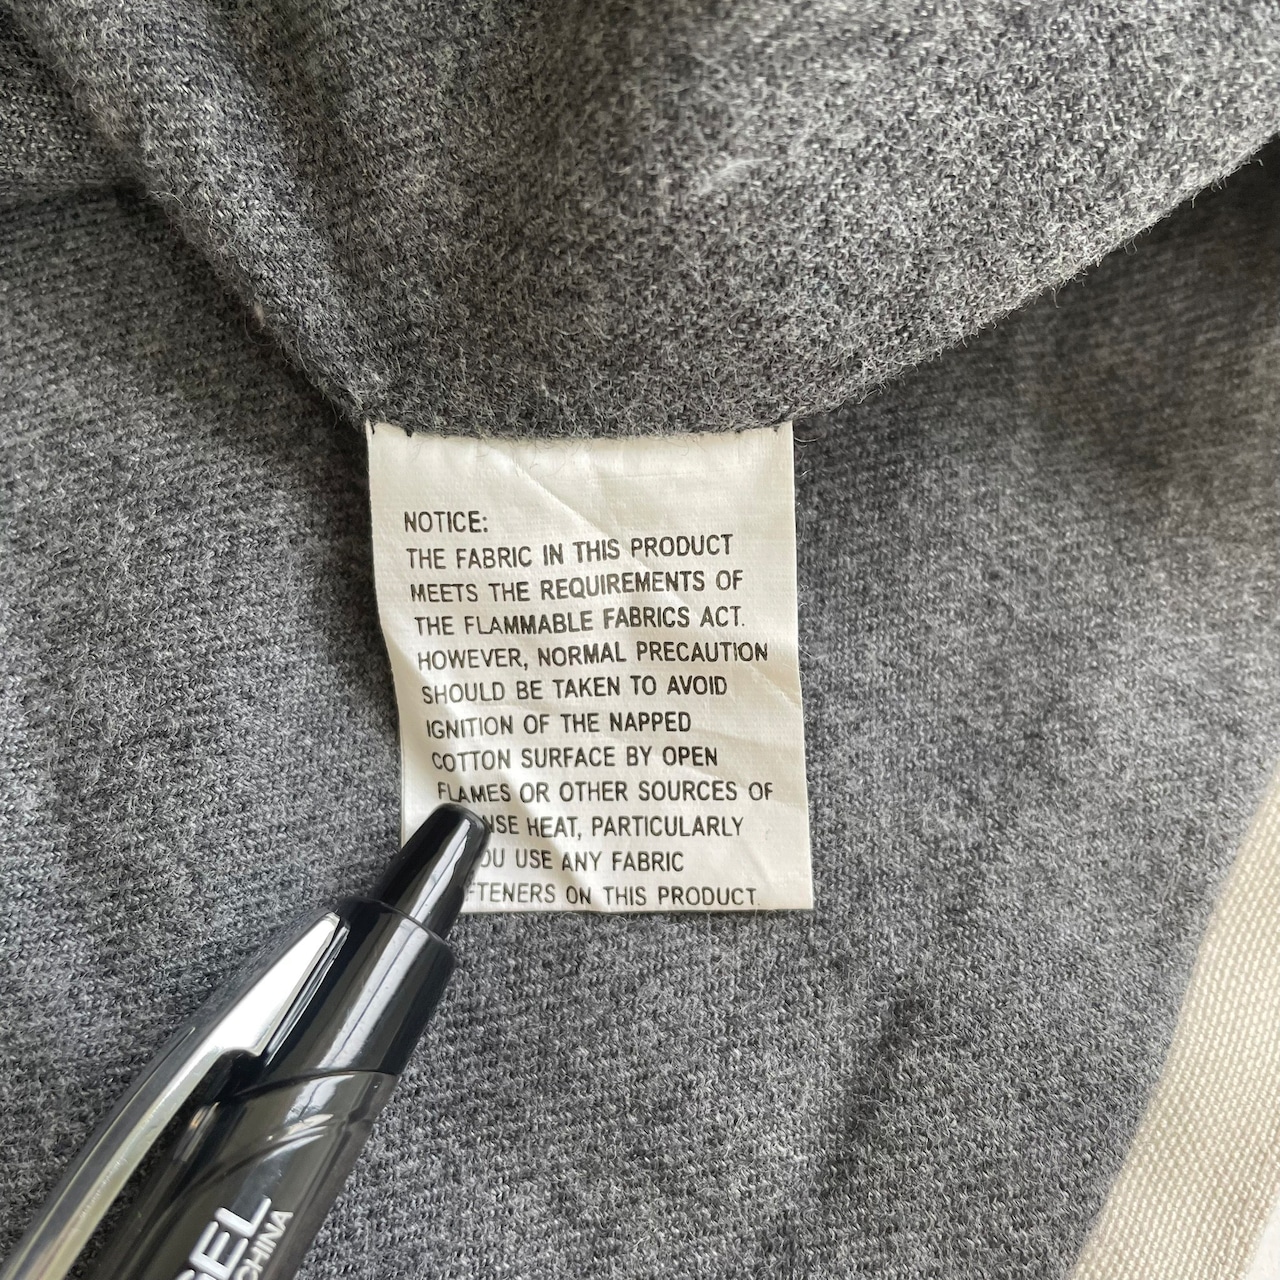 NOTICE:
THE FABRIC IN THIS PRODUCT
MEETS THE REQUIREMENTS OF
THE FLAMMABLE FABRICS ACT.
HOWEVER, NORMAL PRECAUTION
SHOULD BE TAKEN TO AVOID
IGNITION OF THE NAPPED
COTTON SURFACE BY OPEN
FLAMES OR OTHER SOURCES OF
HEAT, PARTICULARLY
USE ANY FABRIC
ON THIS PRODUCT.
GEL
CHINA